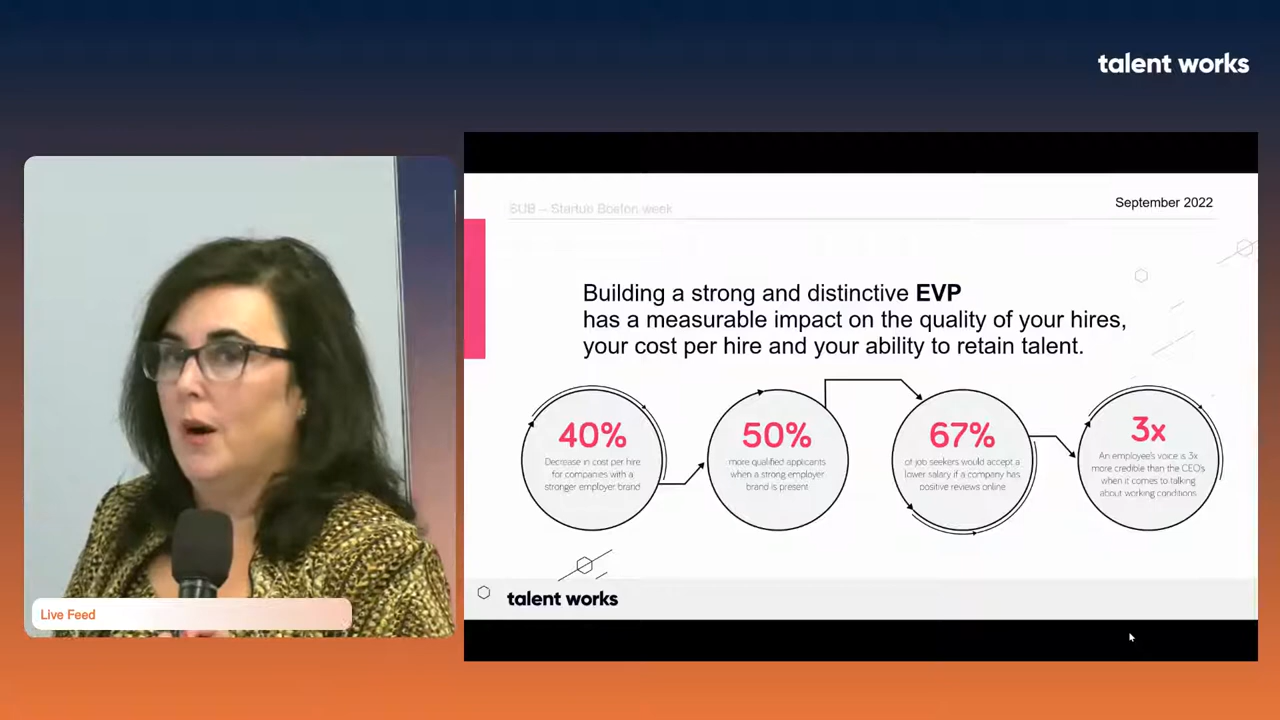 talent works
SUB – Startup Boston week
September 2022
Building a strong and distinctive EVP
has a measurable impact on the quality of your hires,
your cost per hire and your ability to retain talent.
40%
Decrease in cost per hire
for companies with a
stronger employer brand
50%
more qualified applicants
when a strong employer
brand is present
67%
of job seekers would accept a
lower salary if a company has
positive reviews online
3x
An employee's voice is 3x
more credible than the CEO's
when it comes to talking
about working conditions
Live Feed
talent works